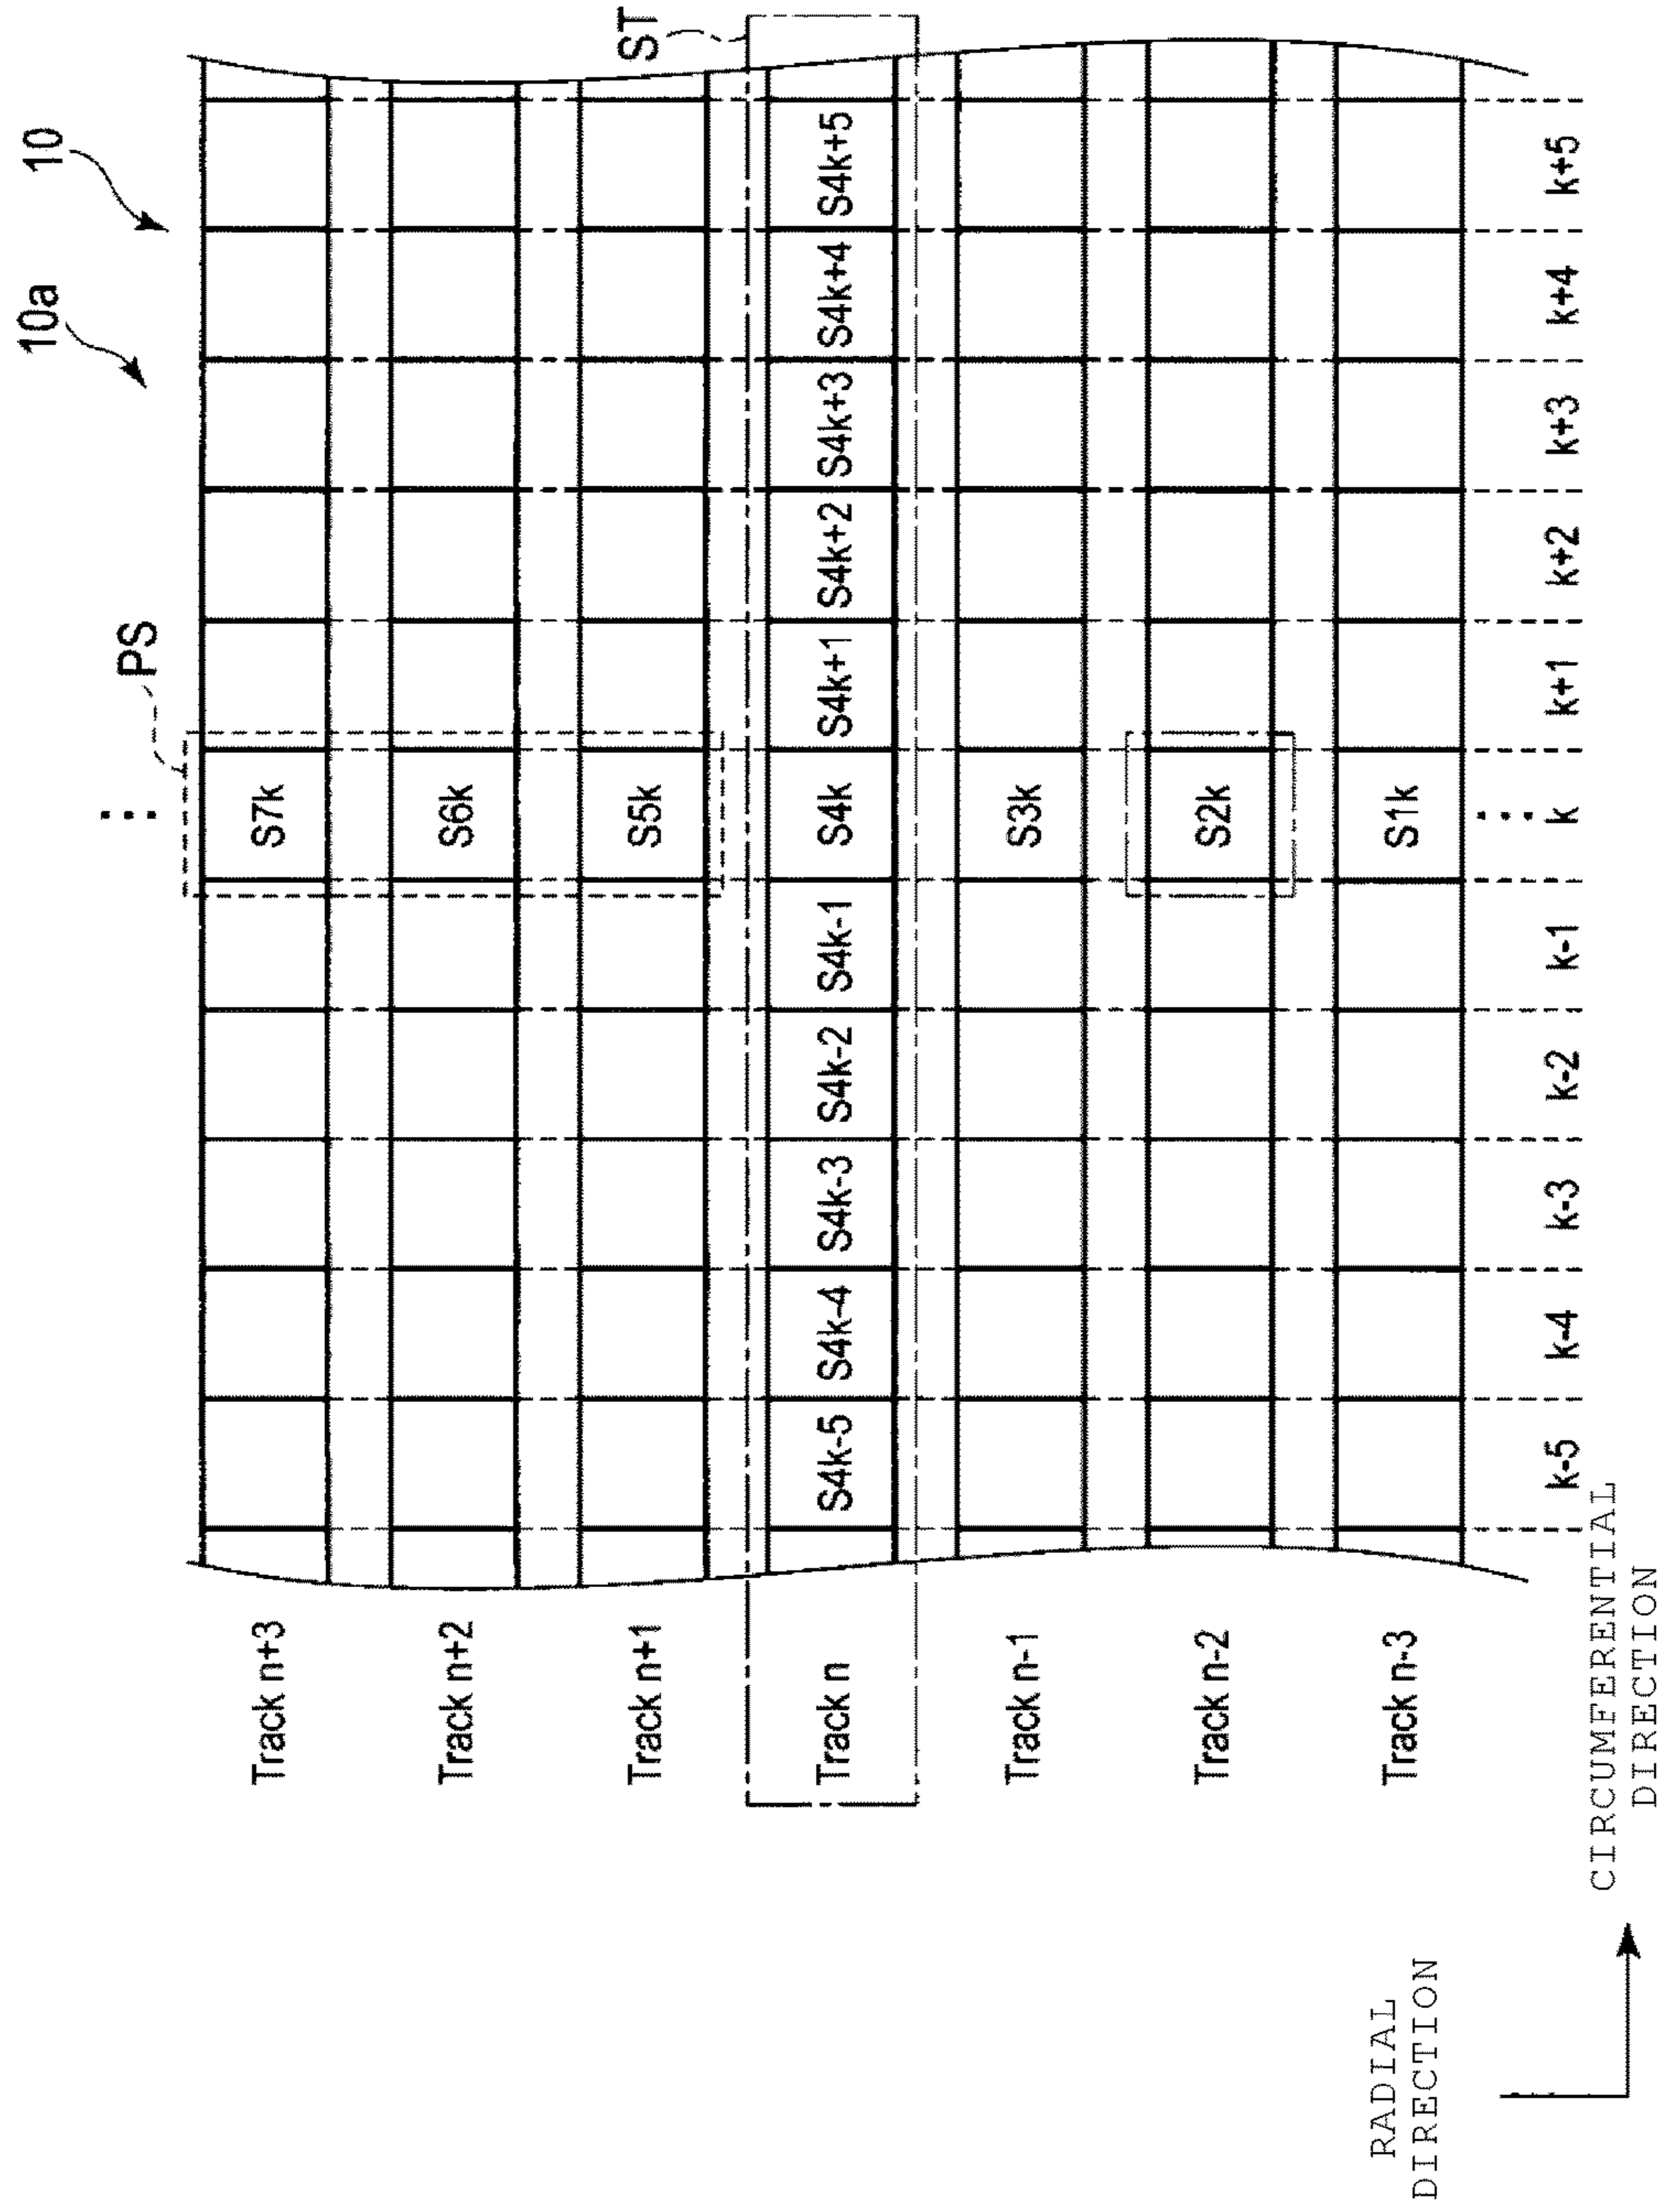 10
10a
PS
ST
Track n+3
S7k
Track n+2
S6k
Track n+1
S5k
Track n
S4k-5
S4k-4
S4k-3
S4k-2
S4k-1
S4k
S4k+1
S4k+2
S4k+3
S4k+4
S4k+5
Track n-1
S3k
Track n-2
S2k
Track n-3
S1k
k-5
k-4
k-3
k-2
k-1
k
k+1
k+2
k+3
k+4
k+5
RADIAL
DIRECTION
CIRCUMFERENTIAL
DIRECTION